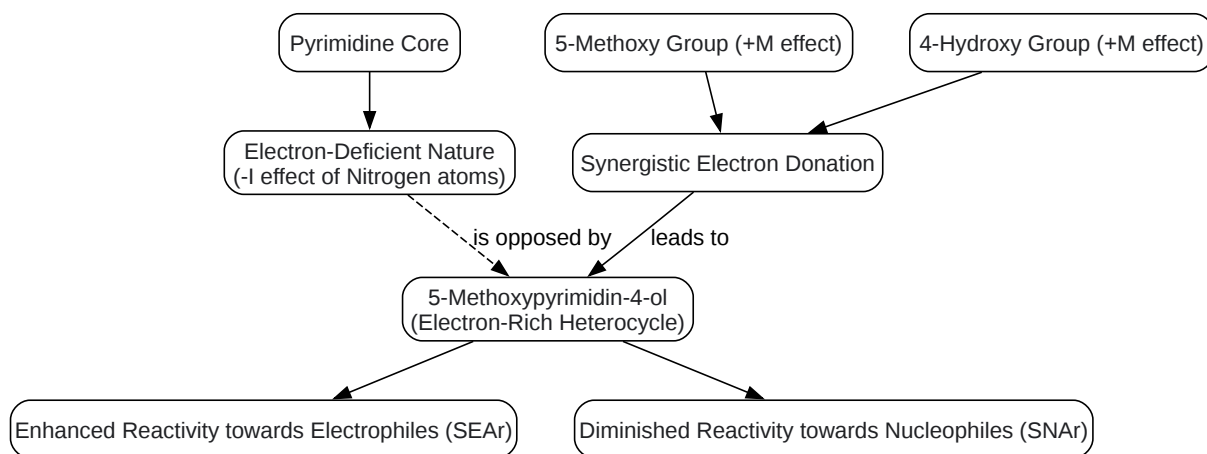 Pyrimidine Core
5-Methoxy Group (+M effect)
4-Hydroxy Group (+M effect)
Electron-Deficient Nature
(-I effect of Nitrogen atoms)
Synergistic Electron Donation
is opposed by
leads to
5-Methoxypyrimidin-4-ol
(Electron-Rich Heterocycle)
Enhanced Reactivity towards Electrophiles (SEAr)
Diminished Reactivity towards Nucleophiles (SNAr)